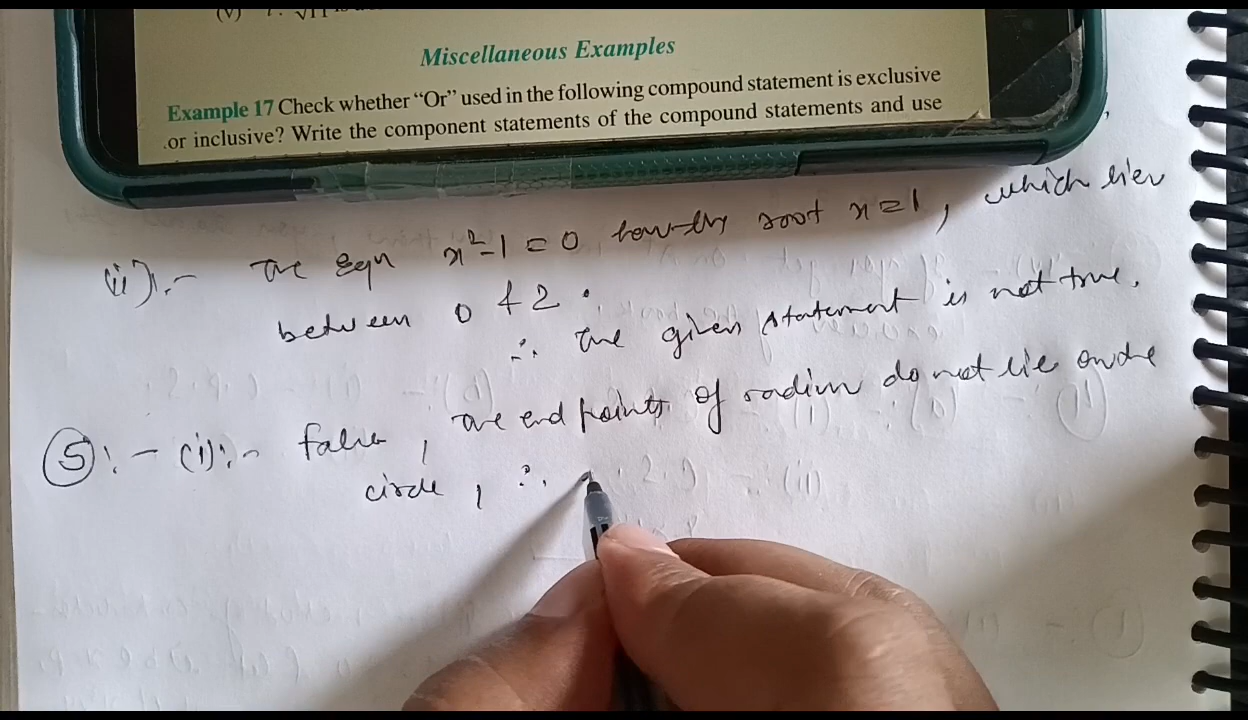 (v)
Miscellaneous Examples
Example 17 Check whether “Or” used in the following compound statement is exclusive
or inclusive? Write the component statements of the compound statements and use
(ii):- The Eqn x²-1=0 has the root x=1, which lies
between 0 & 2.
∴ The given statement is not true.
(5):- (i):- false, The end points of radius do not lie on the
circle, ∴